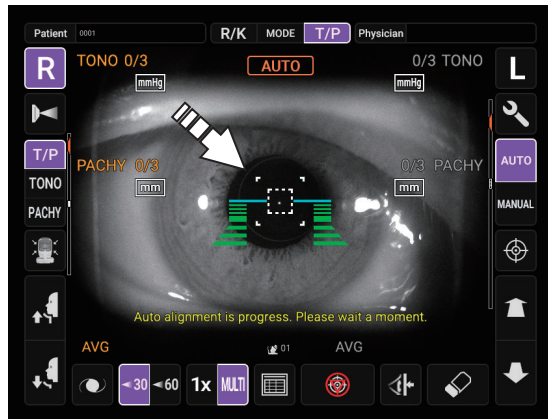 Patient 0001 R/K MODE T/P Physician
R TONO 0/3 AUTO 0/3 TONO L
mmHg mmHg
T/P AUTO
PACHY 0/3 0/3 PACHY
TONO mm mm
PACHY MANUAL
Auto alignment is progress. Please wait a moment.
AVG 01 AVG
30 60 1x MULTI